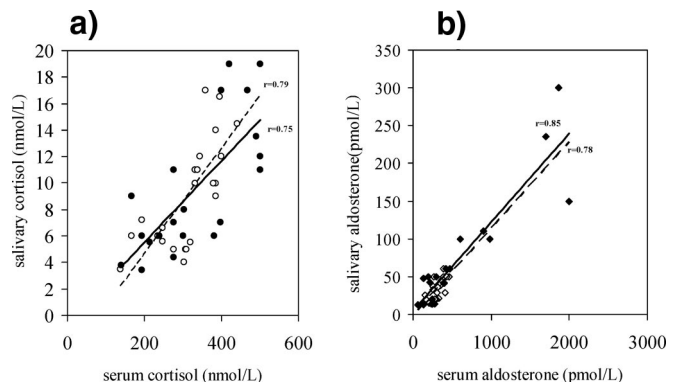 a)
salivary cortisol (nmol/L)
20
18
16
14
12
10
8
6
4
2
0
r=0.79
r=0.75
0 200 400 600
serum cortisol (nmol/L)
b)
salivary aldosterone(pmol/L)
350
300
250
200
150
100
50
0
r=0.85
r=0.78
0 1000 2000 3000
serum aldosterone (pmol/L)